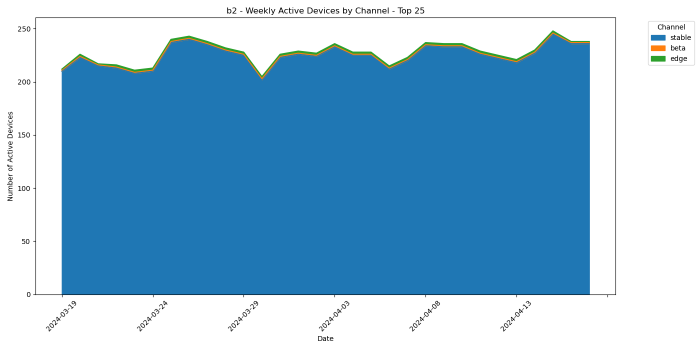 b2 - Weekly Active Devices by Channel - Top 25
Channel
stable
beta
edge
Number of Active Devices
250
200
150
100
50
0
2024-03-19
2024-03-24
2024-03-29
2024-04-03
2024-04-08
2024-04-13
Date